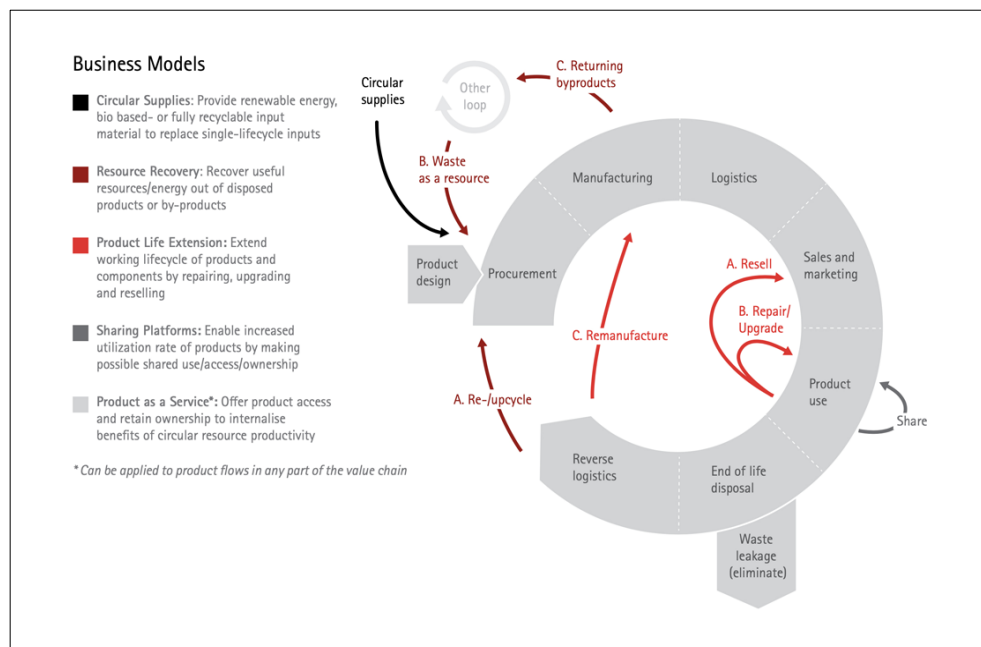 Business Models
Circular Supplies: Provide renewable energy,
bio based- or fully recyclable input
material to replace single-lifecycle inputs
Resource Recovery: Recover useful
resources/energy out of disposed
products or by-products
Product Life Extension: Extend
working lifecycle of products and
components by repairing, upgrading
and reselling
Sharing Platforms: Enable increased
utilization rate of products by making
possible shared use/access/ownership
Product as a Service*: Offer product access
and retain ownership to internalise
benefits of circular resource productivity
*Can be applied to product flows in any part of the value chain
Circular
supplies
Other
loop
C. Returning
byproducts
B. Waste
as a resource
Manufacturing
Logistics
Product
design
Procurement
Sales and
marketing
A. Resell
B. Repair/
Upgrade
C. Remanufacture
Product
use
Share
A. Re-/upcycle
Reverse
logistics
End of life
disposal
Waste
leakage
(eliminate)